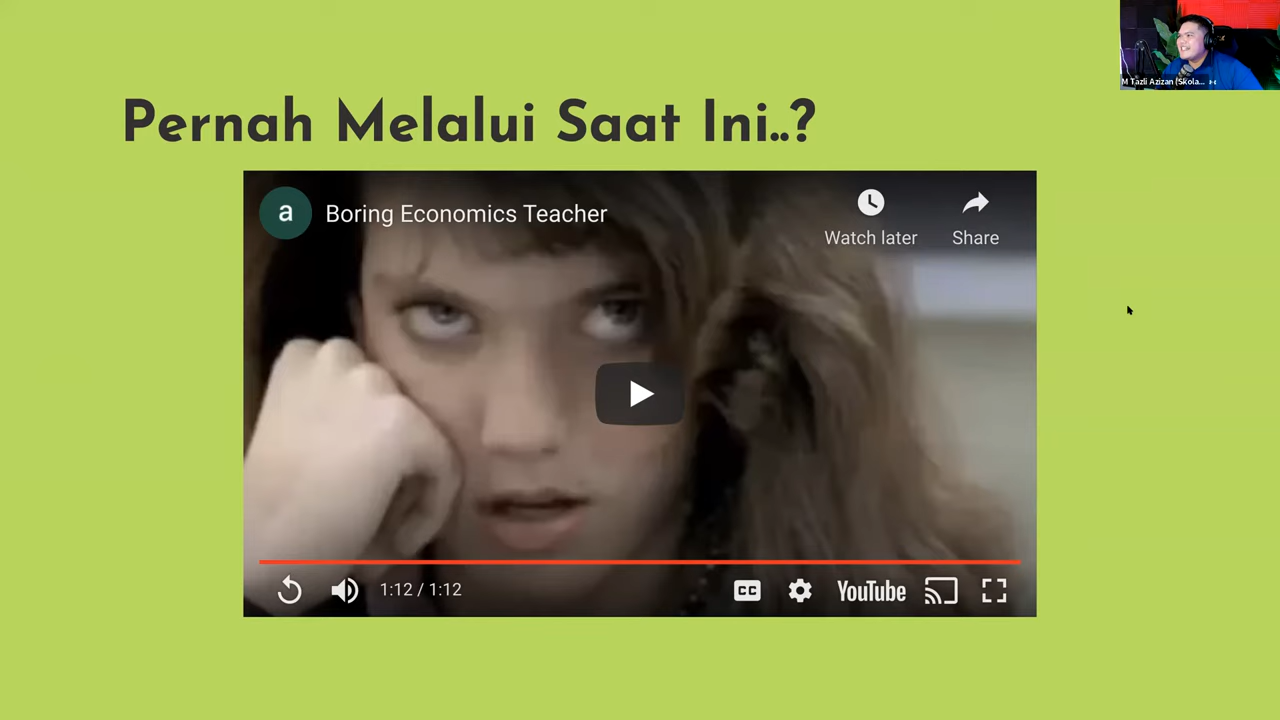 M Tazli Azizan (Skola...
Pernah Melalui Saat Ini..?
a
Boring Economics Teacher
Watch later
Share
1:12 / 1:12
CC
YouTube